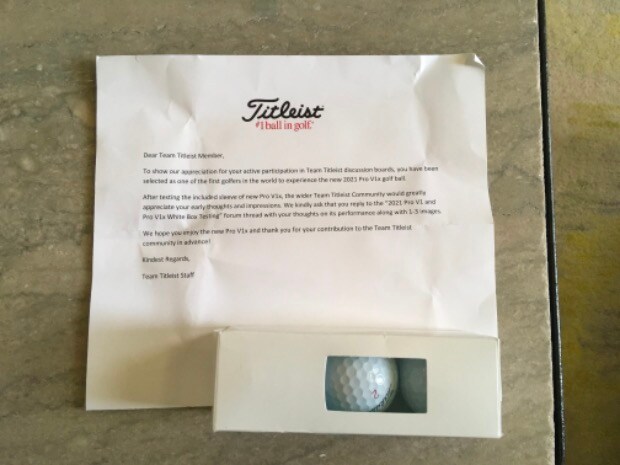 Titleist
#1 ball in golf.
Dear Team Titleist Member,
To show our appreciation for your active participation in Team Titleist discussion boards, you have been
selected as one of the first golfers in the world to experience the new 2021 Pro V1x golf ball.
After testing the included sleeve of new Pro V1x, the wider Team Titleist Community would greatly
appreciate your early thoughts and impressions. We kindly ask that you reply to the "2021 Pro V1 and
Pro V1x White Box Testing" forum thread with your thoughts on its performance along with 1-3 images.
We hope you enjoy the new Pro V1x and thank you for your contribution to the Team Titleist
community in advance!
Kindest Regards,
Team Titleist Staff